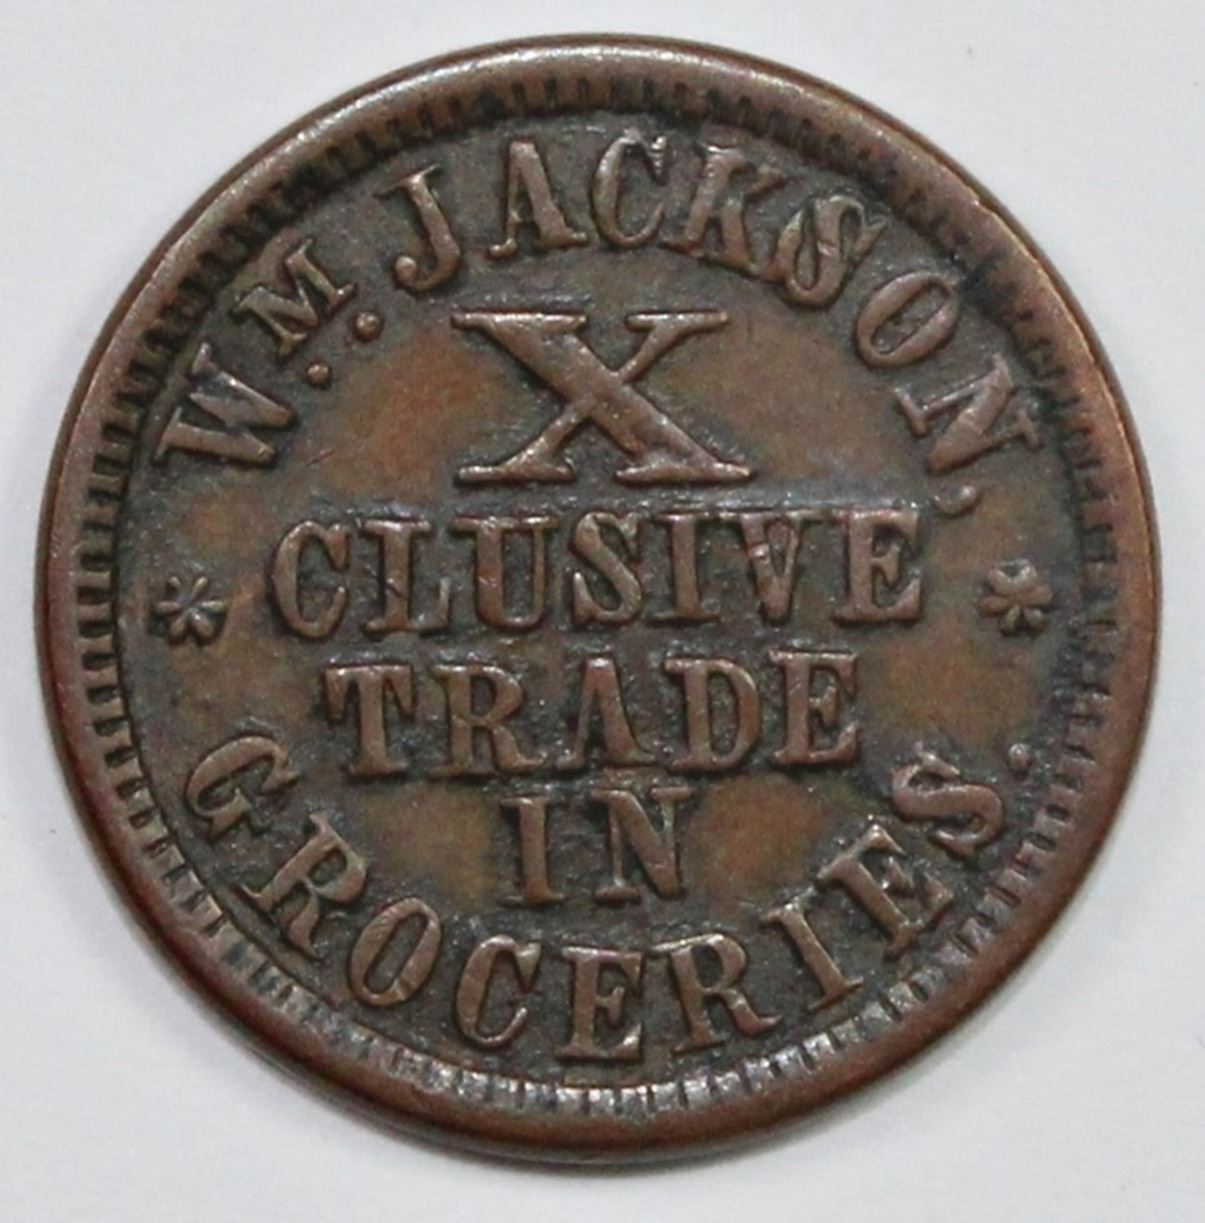 Wm. JACKSON,
X
CLUSIVE
TRADE
IN
GROCERIES.